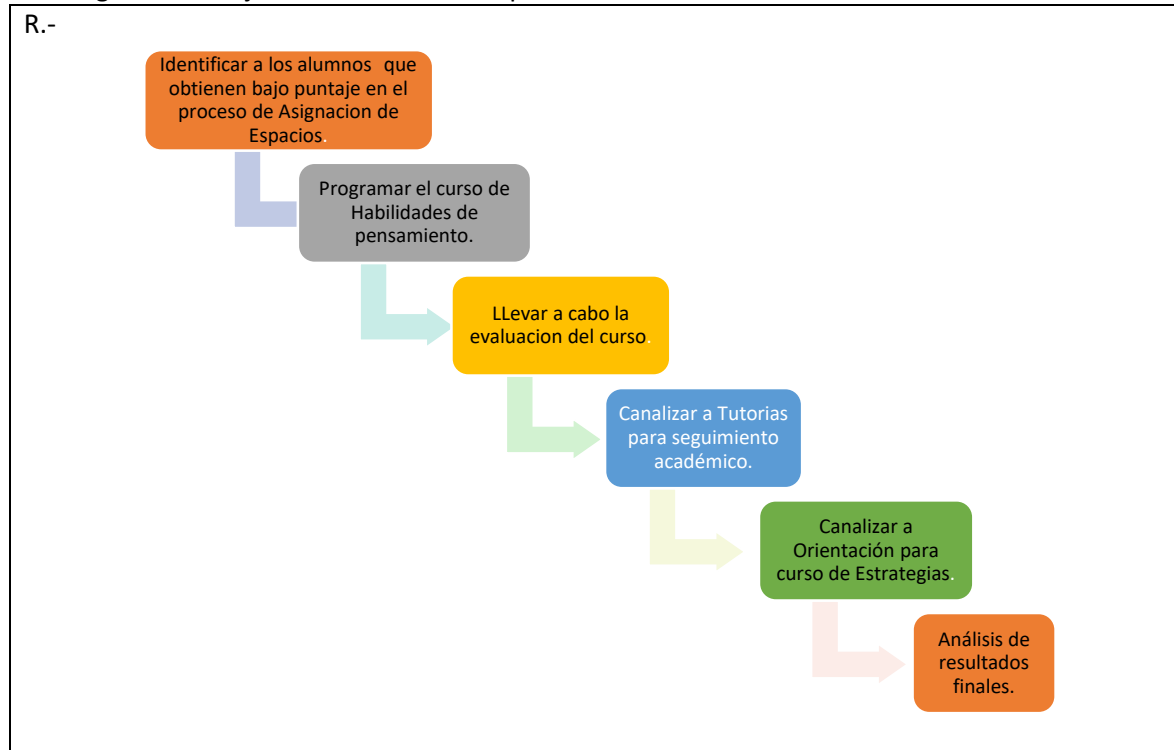 R.-
Identificar a los alumnos que
obtienen bajo puntaje en el
proceso de Asignacion de
Espacios.
Programar el curso de
Habilidades de
pensamiento.
LLevar a cabo la
evaluacion del curso.
Canalizar a Tutorias
para seguimiento
académico.
Canalizar a
Orientación para
curso de Estrategias.
Análisis de
resultados
finales.